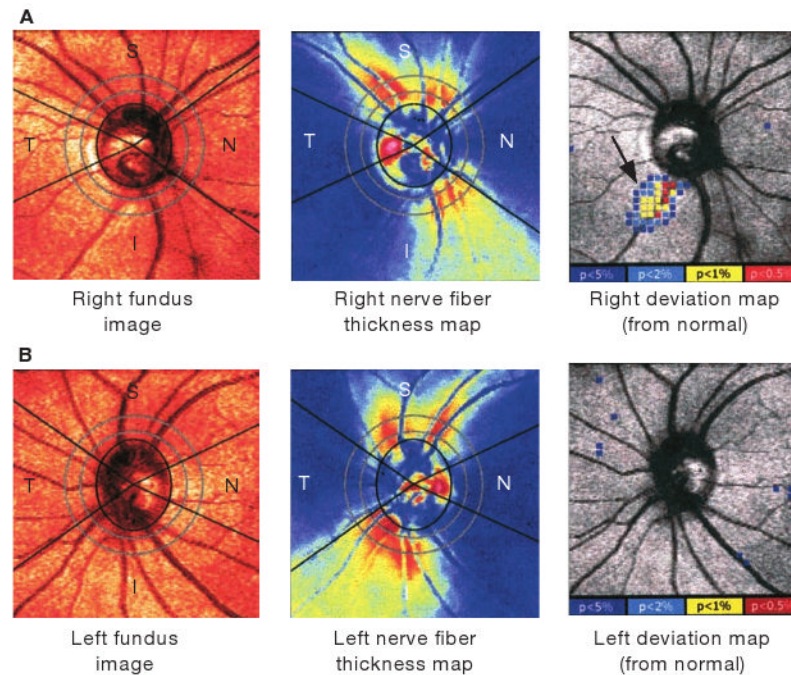 A
S
T
N
I
S
T
N
I
p<5% p<2% p<1% p<0.5%
Right fundus
image
Right nerve fiber
thickness map
Right deviation map
(from normal)
B
S
T
N
I
S
T
N
I
p<5% p<2% p<1% p<0.5%
Left fundus
image
Left nerve fiber
thickness map
Left deviation map
(from normal)